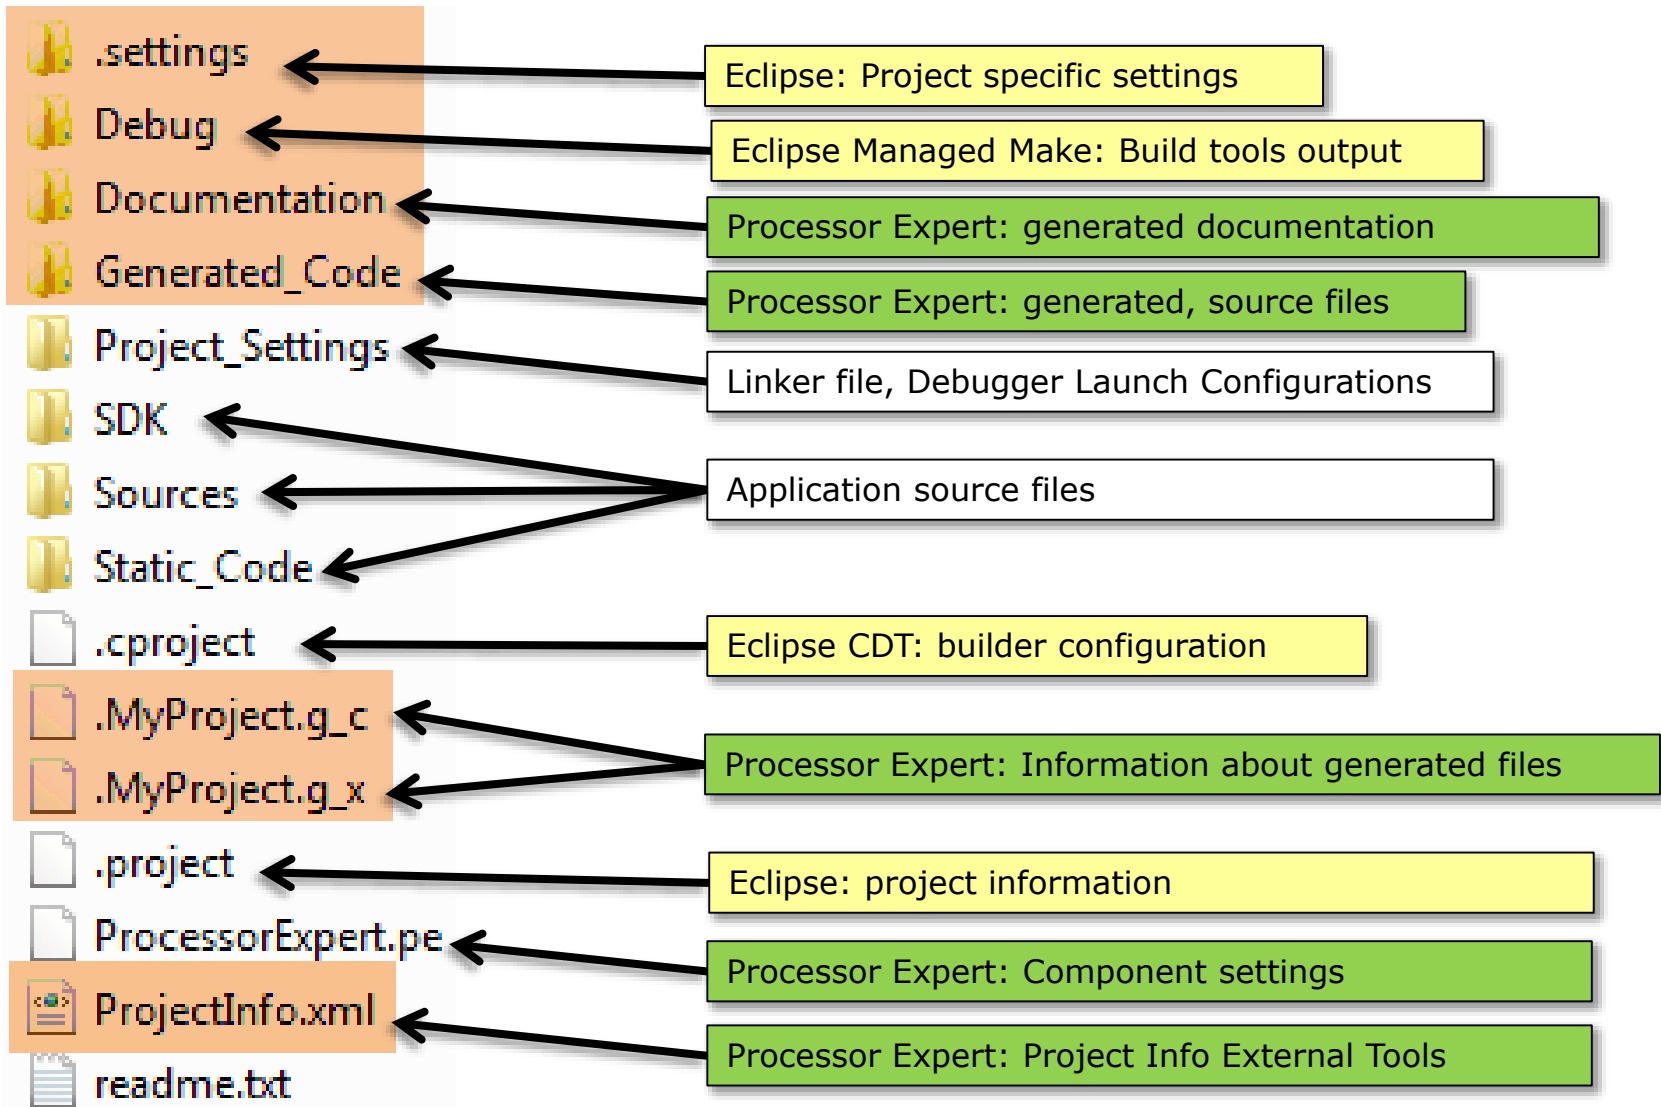 .settings
Eclipse: Project specific settings
Debug
Eclipse Managed Make: Build tools output
Documentation
Processor Expert: generated documentation
Generated_Code
Processor Expert: generated, source files
Project_Settings
Linker file, Debugger Launch Configurations
SDK
Sources
Application source files
Static_Code
.cproject
Eclipse CDT: builder configuration
.MyProject.g_c
.MyProject.g_x
Processor Expert: Information about generated files
.project
Eclipse: project information
ProcessorExpert.pe
Processor Expert: Component settings
ProjectInfo.xml
Processor Expert: Project Info External Tools
readme.txt